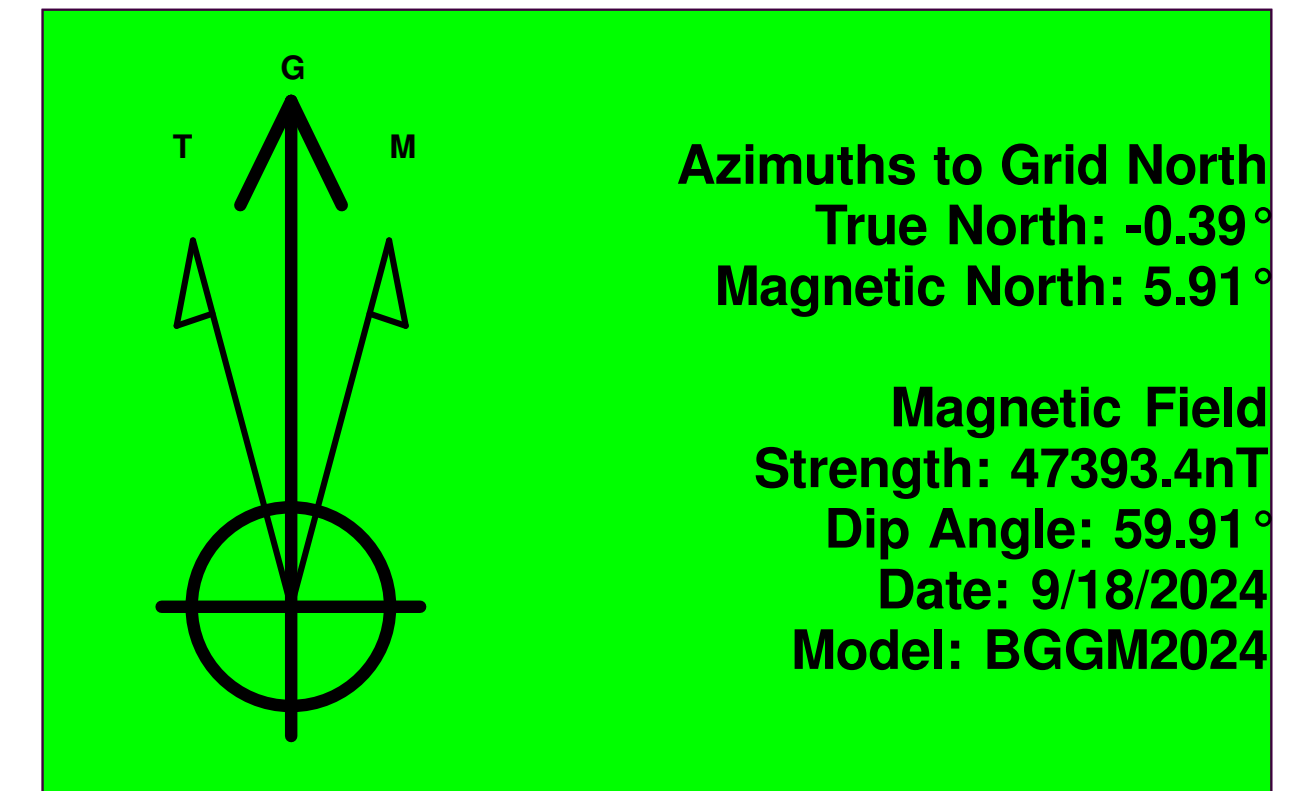 G
T
M
Azimuths to Grid North
True North: -0.39°
Magnetic North: 5.91°
Magnetic Field
Strength: 47393.4nT
Dip Angle: 59.91°
Date: 9/18/2024
Model: BGGM2024